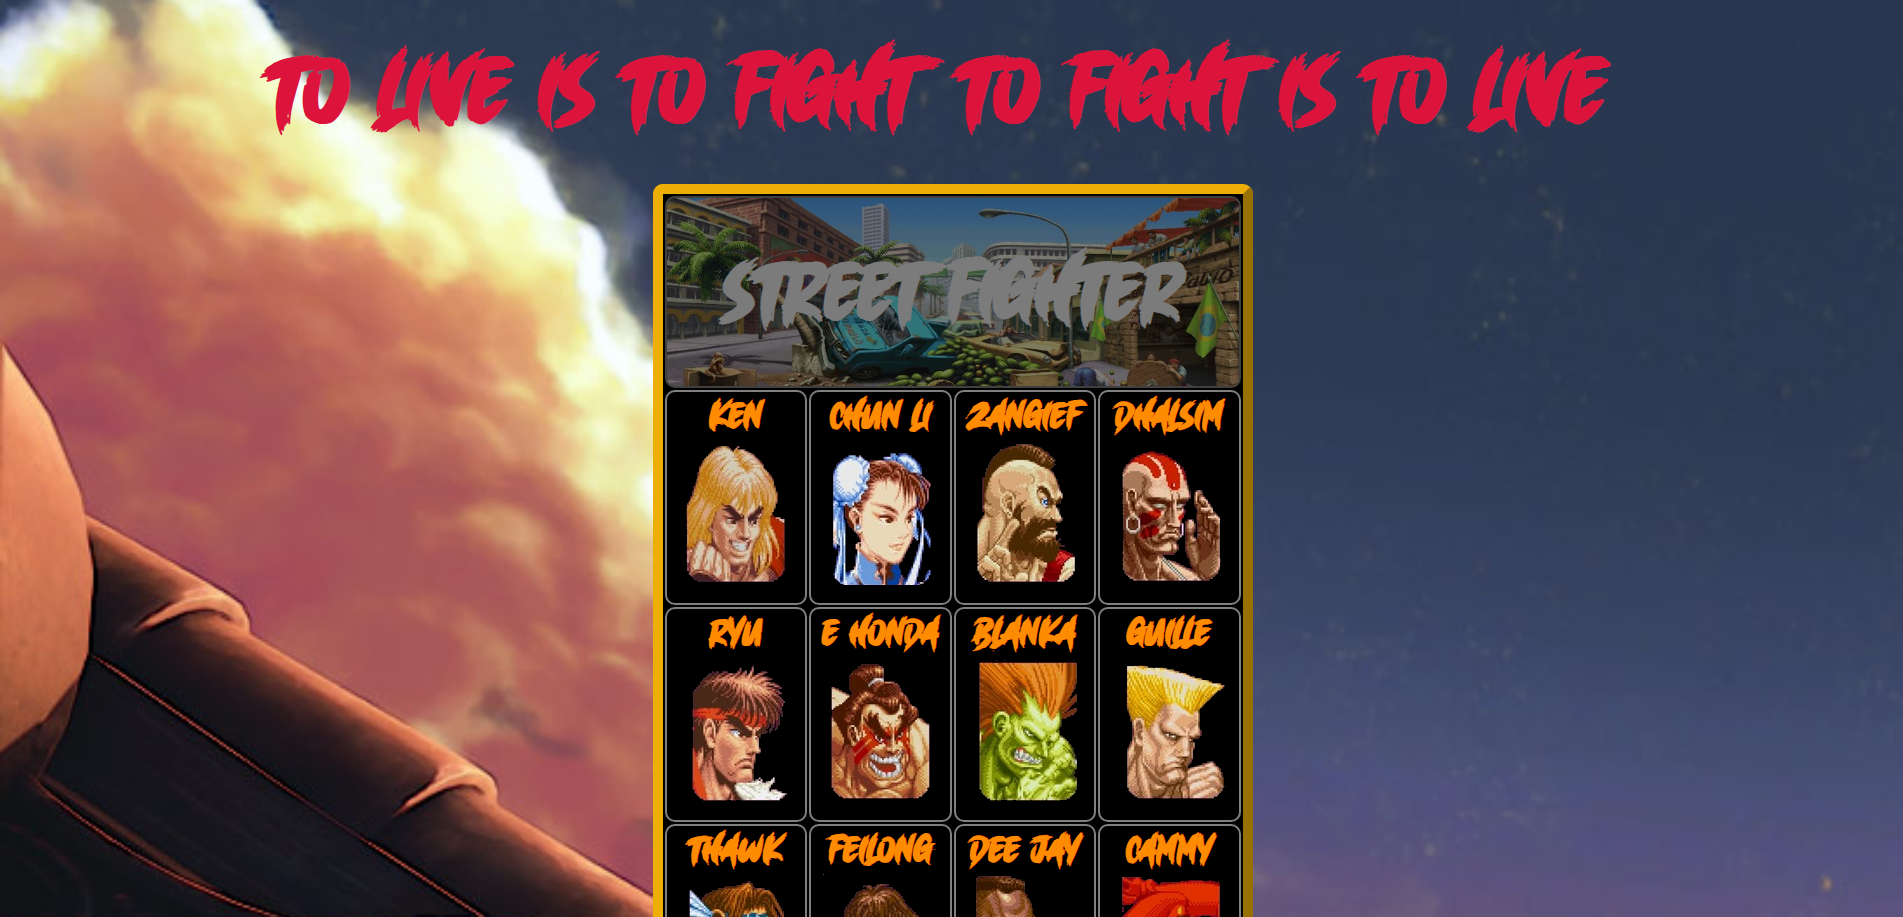 TO LIVE IS TO FIGHT TO FIGHT IS TO LIVE
STREET FIGHTER
KEN CHUN LI ZANGIEF DHALSIM
RYU E HONDA BLANKA GUILLE
THAWK FEILONG DEE JAY CAMMY